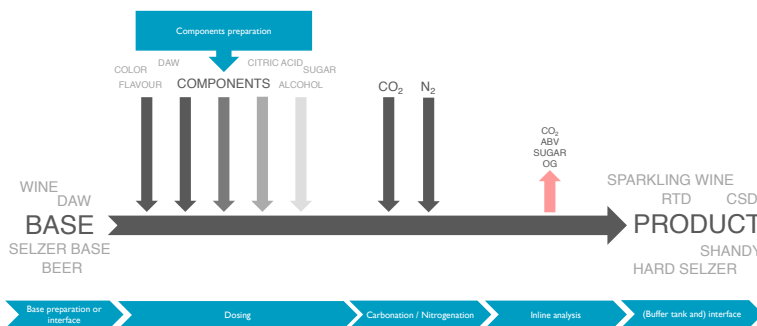 Components preparation
COLOR
DAW
CITRIC ACID
SUGAR
FLAVOUR
COMPONENTS
ALCOHOL
CO₂
N₂
CO₂
ABV
SUGAR
OG
WINE
DAW
BASE
SELZER BASE
BEER
SPARKLING WINE
RTD
CSD
PRODUCT
SHANDY
HARD SELZER
Base preparation or
interface
Dosing
Carbonation / Nitrogenation
Inline analysis
(Buffer tank and) interface